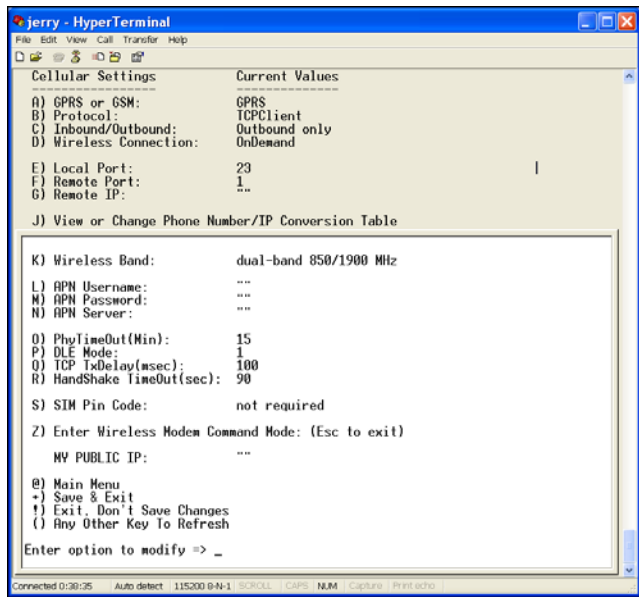 jerry - HyperTerminal
File Edit View Call Transfer Help
Cellular Settings Current Values
----------------- --------------
A) GPRS or GSM: GPRS
B) Protocol: TCPClient
C) Inbound/Outbound: Outbound only
D) Wireless Connection: OnDemand
E) Local Port: 23
F) Remote Port: 1
G) Remote IP: ""
J) View or Change Phone Number/IP Conversion Table
K) Wireless Band: dual-band 850/1900 MHz
L) APN Username: ""
M) APN Password: ""
N) APN Server: ""
O) PhyTimeOut(Min): 15
P) DLE Mode: 1
Q) TCP TxDelay(msec): 100
R) HandShake TimeOut(sec): 90
S) SIM Pin Code: not required
Z) Enter Wireless Modem Command Mode: (Esc to exit)
MY PUBLIC IP: ""
@) Main Menu
+) Save & Exit
!) Exit, Don't Save Changes
() Any Other Key To Refresh
Enter option to modify => _
Connected 0:38:35 Auto detect 115200 8-N-1 SCROLL CAPS NUM Capture Print echo